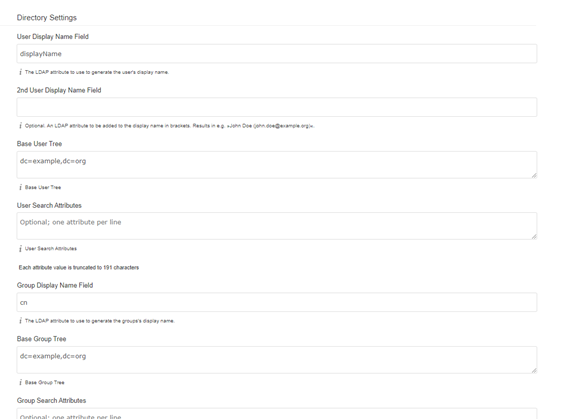 Directory Settings
User Display Name Field
displayName
i The LDAP attribute to use to generate the user's display name.
2nd User Display Name Field
i Optional. An LDAP attribute to be added to the display name in brackets. Results in e.g. »John Doe (john.doe@example.org)«.
Base User Tree
dc=example,dc=org
i Base User Tree
User Search Attributes
Optional; one attribute per line
i User Search Attributes
Each attribute value is truncated to 191 characters
Group Display Name Field
cn
i The LDAP attribute to use to generate the groups's display name.
Base Group Tree
dc=example,dc=org
i Base Group Tree
Group Search Attributes
Optional; one attribute per line